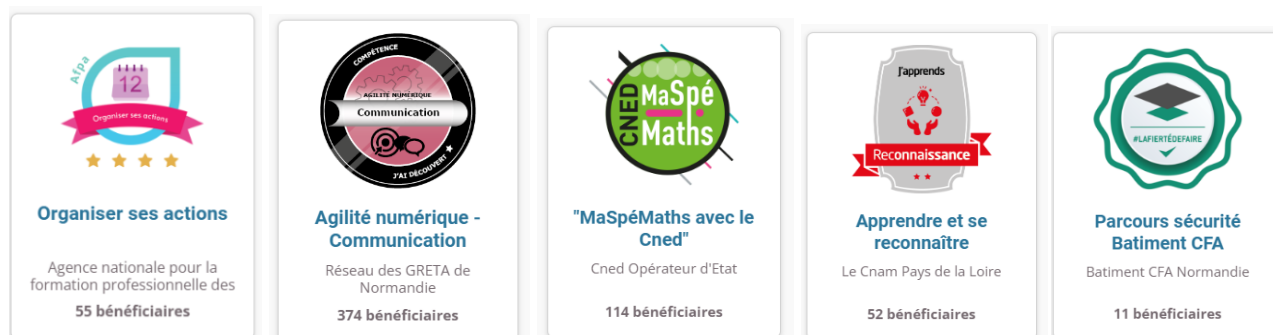 Afpa
12
Organiser ses actions
Organiser ses actions
Agence nationale pour la
formation professionnelle des
55 bénéficiaires
COMPÉTENCE
AGILITÉ NUMÉRIQUE
Communication
J'AI DÉCOUVERT
Agilité numérique -
Communication
Réseau des GRETA de
Normandie
374 bénéficiaires
CNED
MaSpé
Maths
"MaSpéMaths avec le
Cned"
Cned Opérateur d'Etat
114 bénéficiaires
J'apprends
Reconnaissance
Apprendre et se
reconnaître
Le Cnam Pays de la Loire
52 bénéficiaires
#LAFIERTÉDEFAIRE
Parcours sécurité
Batiment CFA
Batiment CFA Normandie
11 bénéficiaires